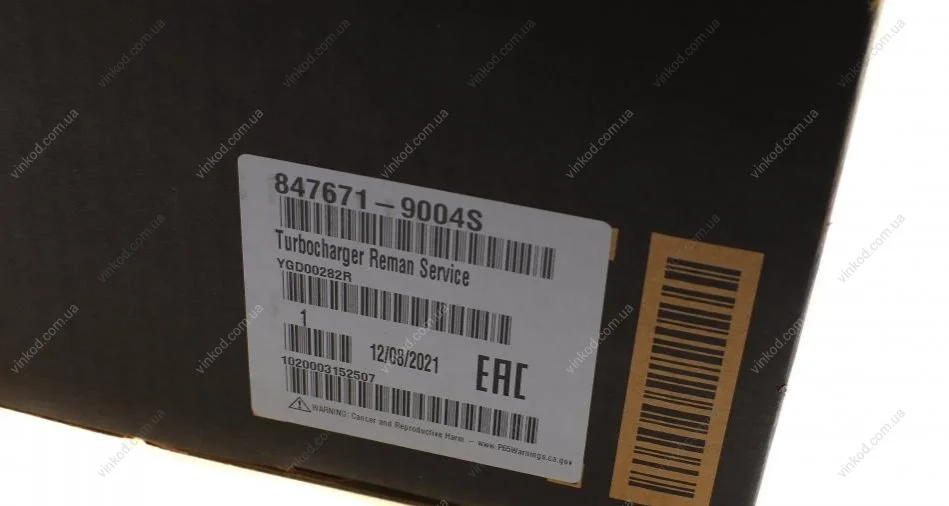 847671-9004S
Turbocharger Reman Service
YGD00282R
1
12/08/2021
EAC
1020003152507
WARNING: Cancer and Reproductive Harm - www.P65Warnings.ca.gov
vinkod.com.ua